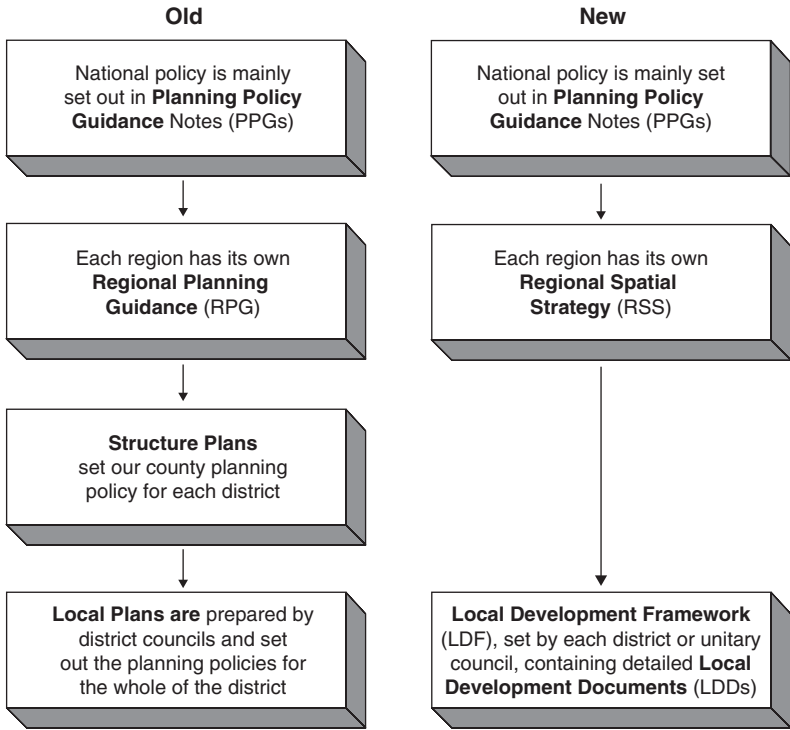 Old
National policy is mainly
set out in Planning Policy
Guidance Notes (PPGs)
Each region has its own
Regional Planning
Guidance (RPG)
Structure Plans
set our county planning
policy for each district
Local Plans are prepared by
district councils and set
out the planning policies for
the whole of the district
New
National policy is mainly set
out in Planning Policy
Guidance Notes (PPGs)
Each region has its own
Regional Spatial
Strategy (RSS)
Local Development Framework
(LDF), set by each district or unitary
council, containing detailed Local
Development Documents (LDDs)